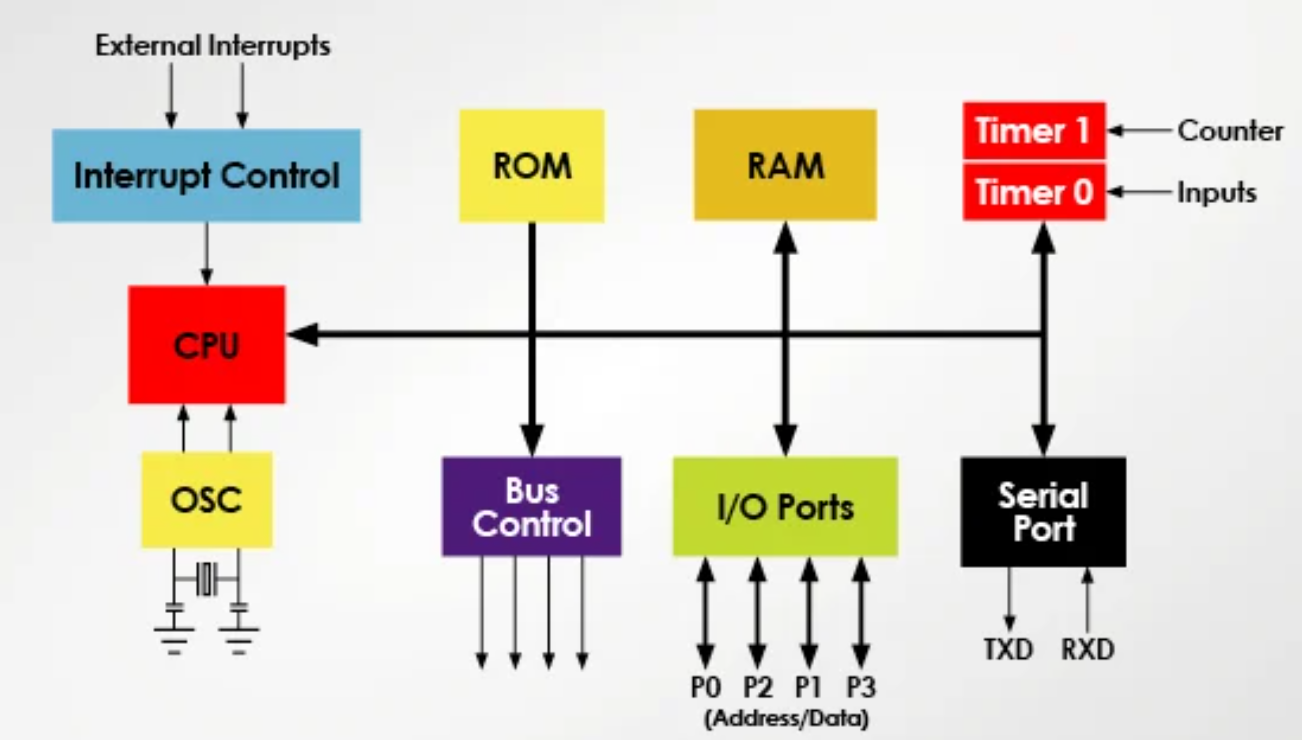 External Interrupts
Interrupt Control
ROM
RAM
Timer 1
Counter
Timer 0
Inputs
CPU
OSC
Bus
Control
I/O Ports
Serial
Port
TXD
RXD
P0 P2 P1 P3
(Address/Data)